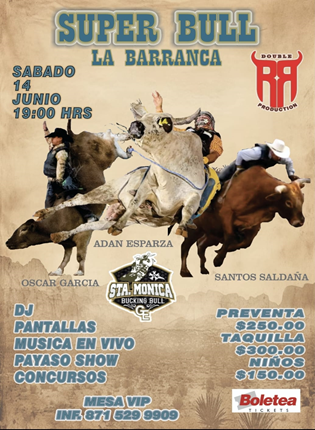 SUPER BULL
LA BARRANCA
SABADO
14
JUNIO
19:00 HRS
DOUBLE
RR
PRODUCTION
ADAN ESPARZA
OSCAR GARCIA
SANTOS SALDAÑA
STA. MONICA
BUCKING BULL
DJ
PANTALLAS
MUSICA EN VIVO
PAYASO SHOW
CONCURSOS
PREVENTA
$250.00
TAQUILLA
$300.00
NIÑOS
$150.00
MESA VIP
INF. 871 529 9909
Boletea
TICKETS